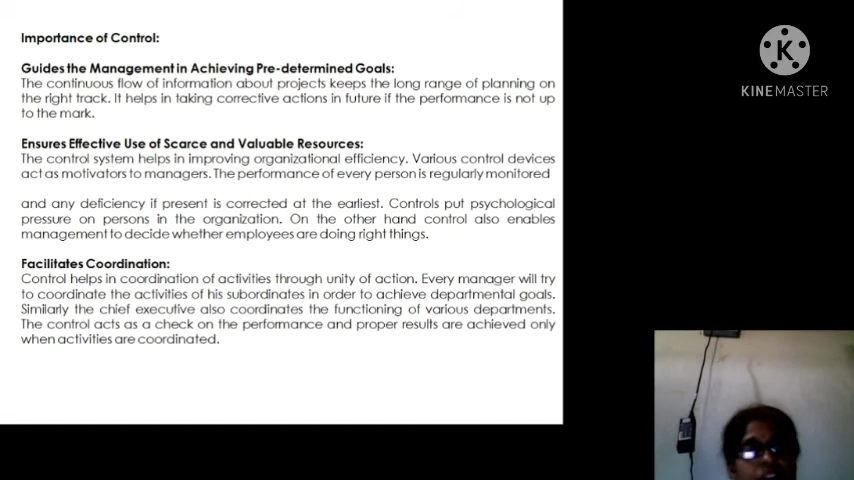 Importance of Control:
Guides the Management in Achieving Pre-determined Goals:
The continuous flow of information about projects keeps the long range of planning on
the right track. It helps in taking corrective actions in future if the performance is not up
to the mark.
Ensures Effective Use of Scarce and Valuable Resources:
The control system helps in improving organizational efficiency. Various control devices
act as motivators to managers. The performance of every person is regularly monitored
and any deficiency if present is corrected at the earliest. Controls put psychological
pressure on persons in the organization. On the other hand control also enables
management to decide whether employees are doing right things.
Facilitates Coordination:
Control helps in coordination of activities through unity of action. Every manager will try
to coordinate the activities of his subordinates in order to achieve departmental goals.
Similarly the chief executive also coordinates the functioning of various departments.
The control acts as a check on the performance and proper results are achieved only
when activities are coordinated.
K
KINEMASTER